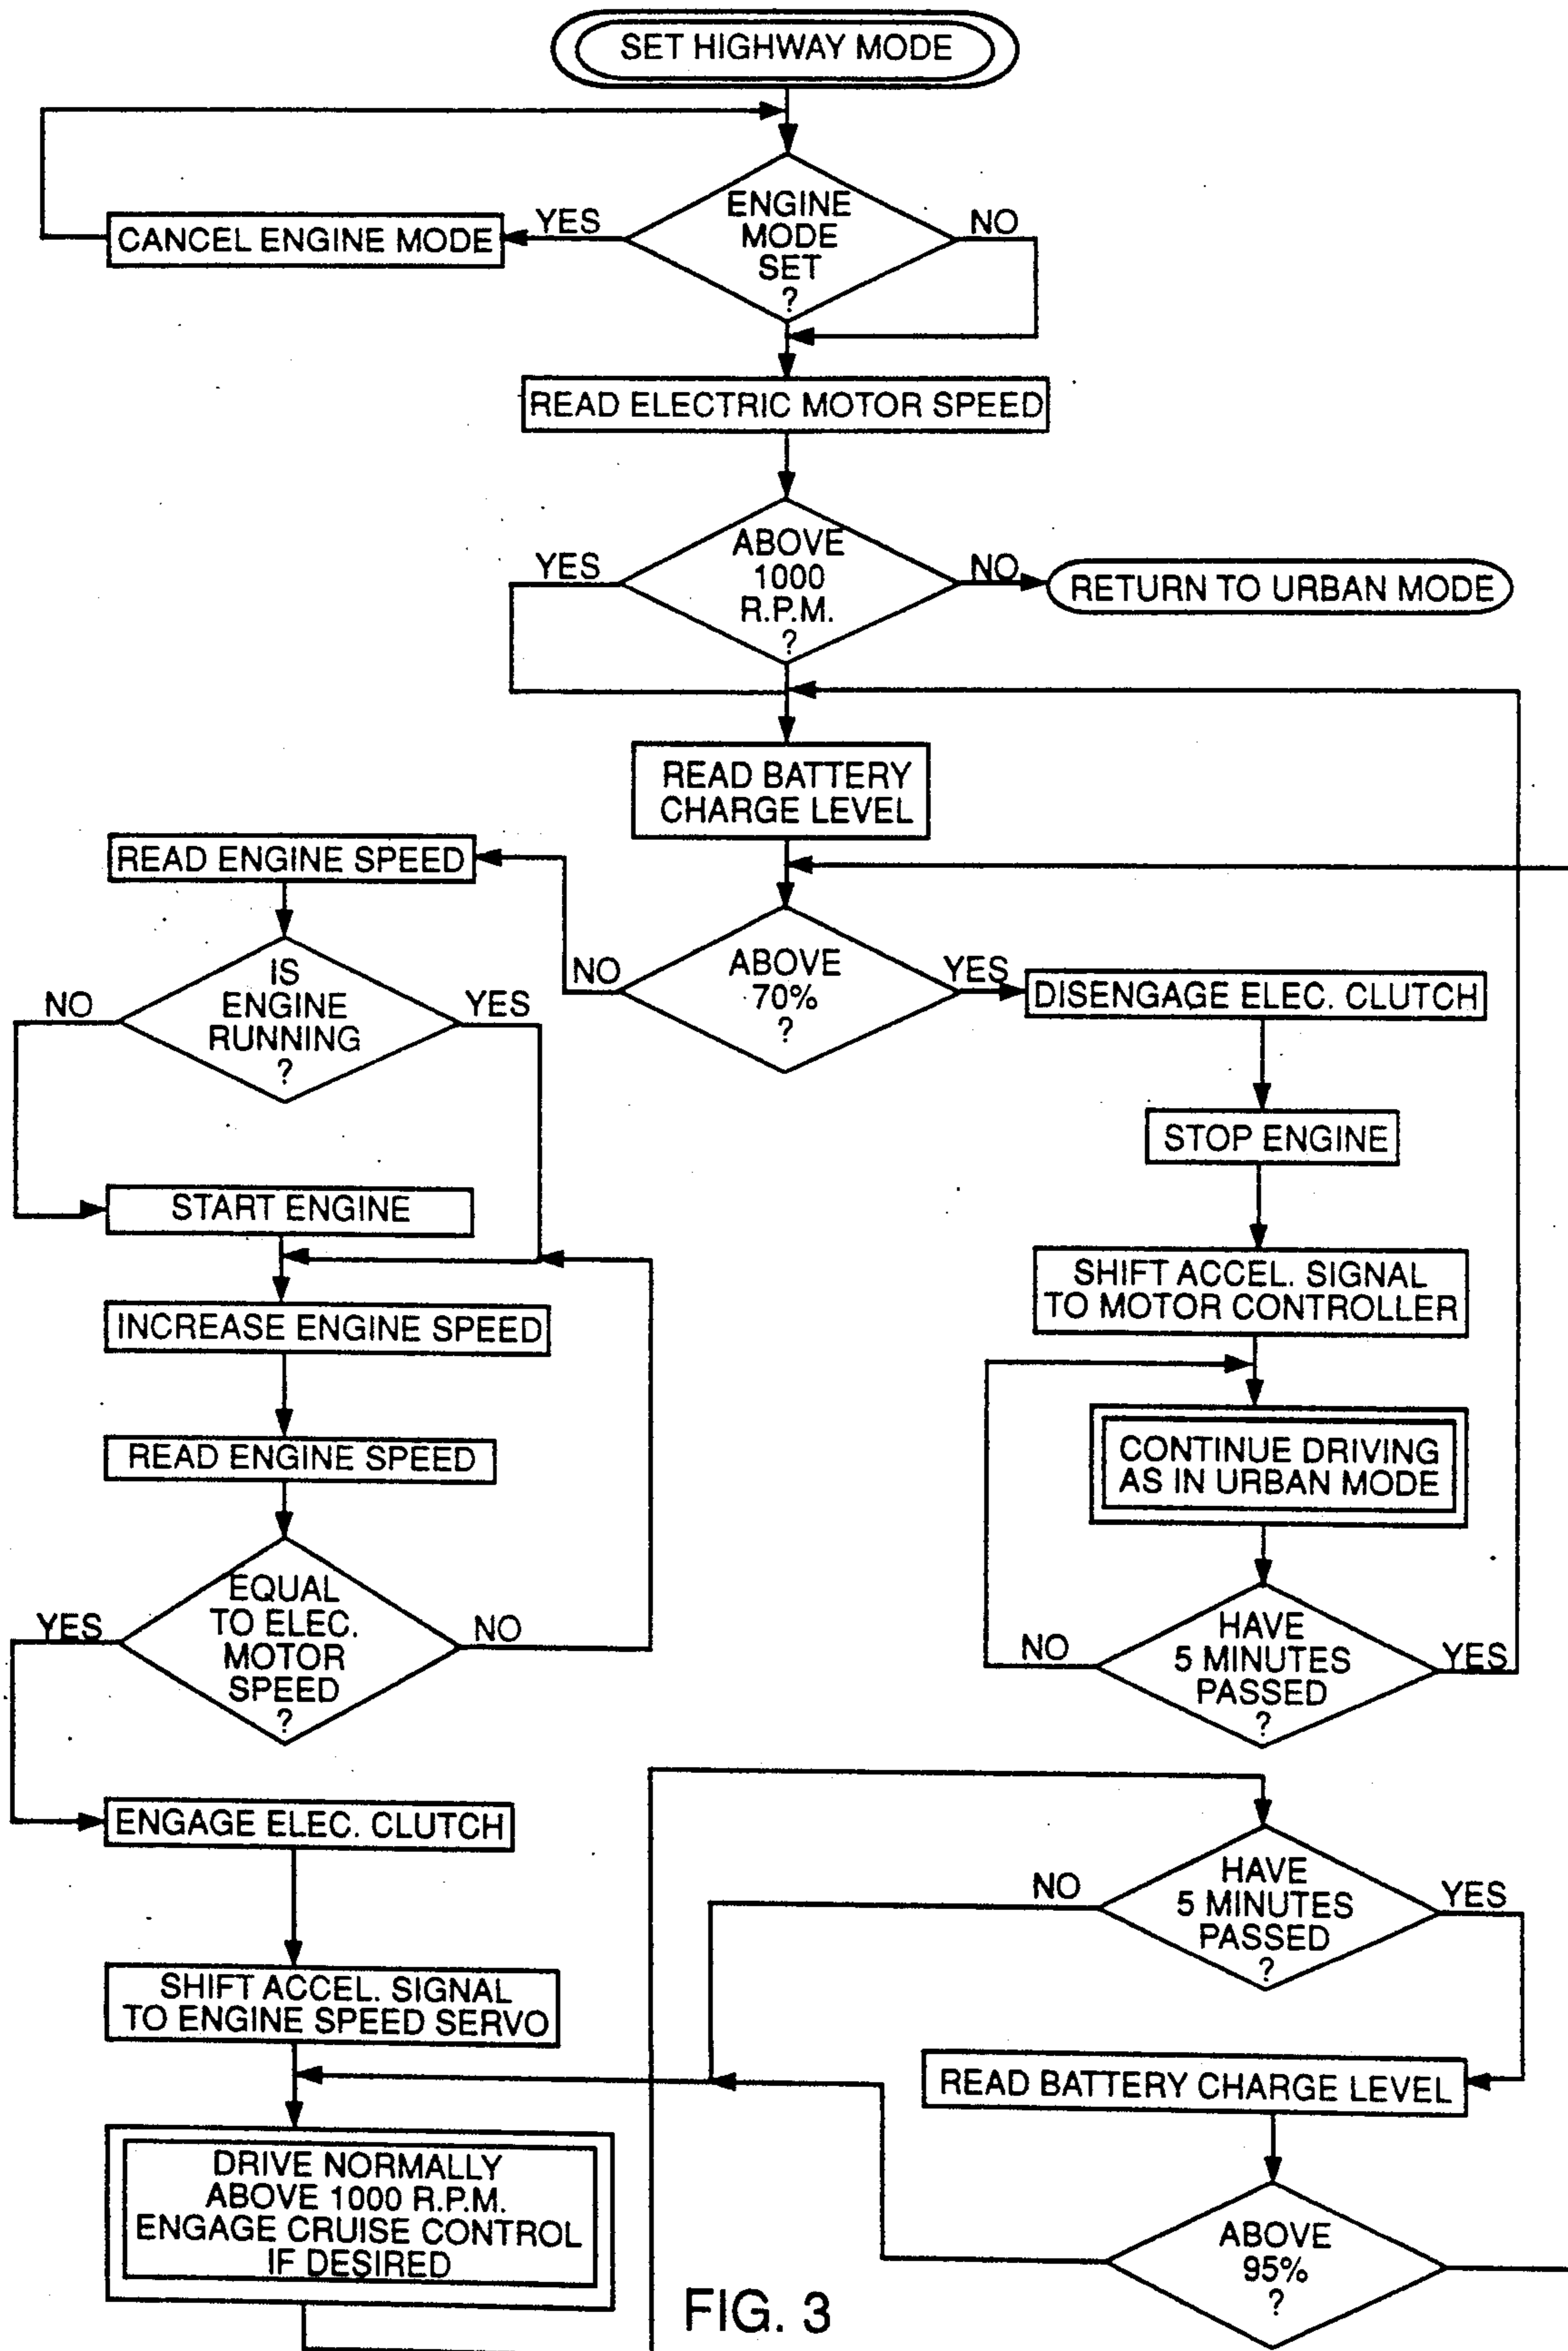 SET HIGHWAY MODE
ENGINE
MODE
SET
?
YES
NO
CANCEL ENGINE MODE
READ ELECTRIC MOTOR SPEED
ABOVE
1000
R.P.M.
?
YES
NO
RETURN TO URBAN MODE
READ BATTERY
CHARGE LEVEL
ABOVE
70%
?
NO
YES
READ ENGINE SPEED
IS
ENGINE
RUNNING
?
NO
YES
START ENGINE
INCREASE ENGINE SPEED
READ ENGINE SPEED
EQUAL
TO ELEC.
MOTOR
SPEED
?
YES
NO
ENGAGE ELEC. CLUTCH
SHIFT ACCEL. SIGNAL
TO ENGINE SPEED SERVO
DRIVE NORMALLY
ABOVE 1000 R.P.M.
ENGAGE CRUISE CONTROL
IF DESIRED
DISENGAGE ELEC. CLUTCH
STOP ENGINE
SHIFT ACCEL. SIGNAL
TO MOTOR CONTROLLER
CONTINUE DRIVING
AS IN URBAN MODE
HAVE
5 MINUTES
PASSED
?
NO
YES
HAVE
5 MINUTES
PASSED
?
NO
YES
READ BATTERY CHARGE LEVEL
ABOVE
95%
?
FIG. 3